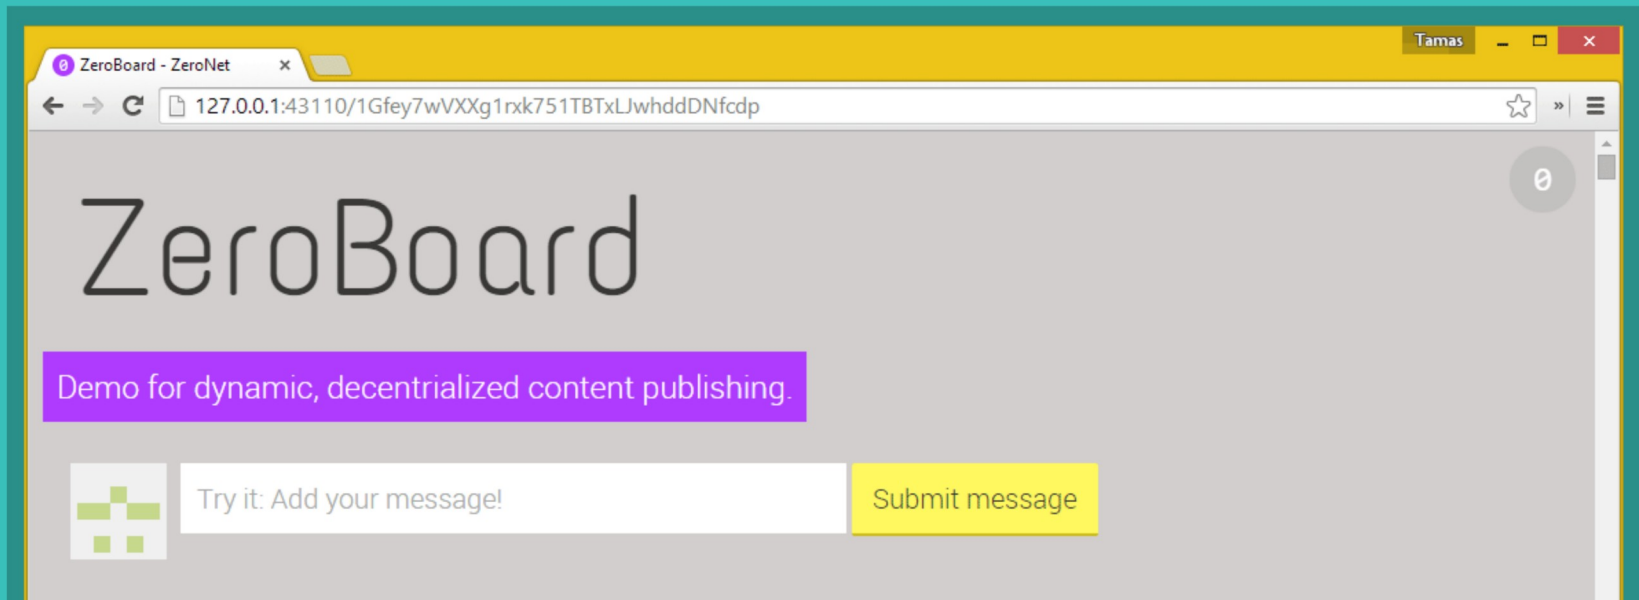 Tamas
ZeroBoard - ZeroNet
127.0.0.1:43110/1Gfey7wVXXg1rxk751TBTxLJwhddDNfcdp
0
ZeroBoard
Demo for dynamic, decentrialized content publishing.
Try it: Add your message!
Submit message